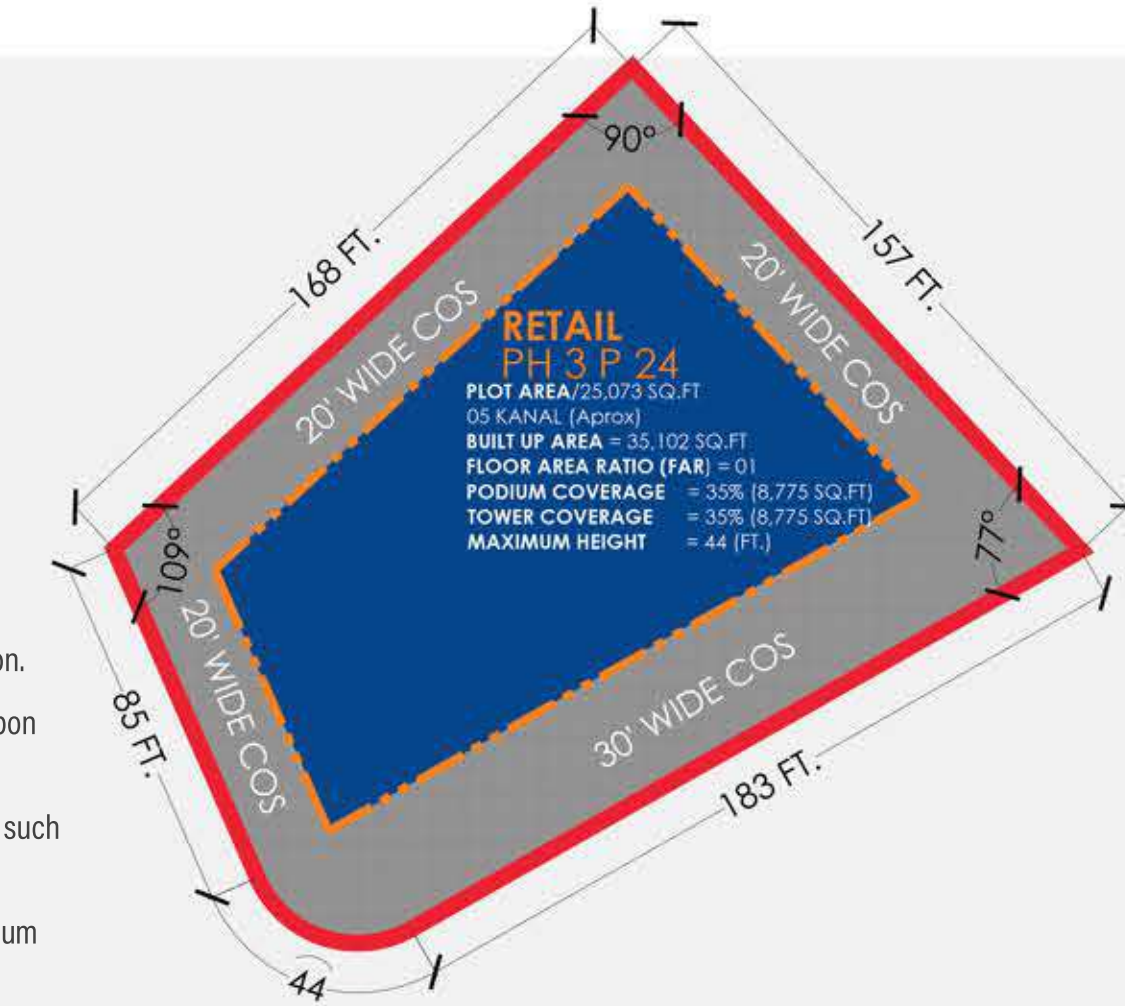 90°
168 FT.
157 FT.
20' WIDE COS
20' WIDE COS
RETAIL
PH 3 P 24
PLOT AREA/25,073 SQ.FT
05 KANAL (Aprox)
BUILT UP AREA = 35,102 SQ.FT
FLOOR AREA RATIO (FAR) = 01
PODIUM COVERAGE = 35% (8,775 SQ.FT)
TOWER COVERAGE = 35% (8,775 SQ.FT)
MAXIMUM HEIGHT = 44 (FT.)
109°
77°
20' WIDE COS
30' WIDE COS
85 FT.
183 FT.
44
such